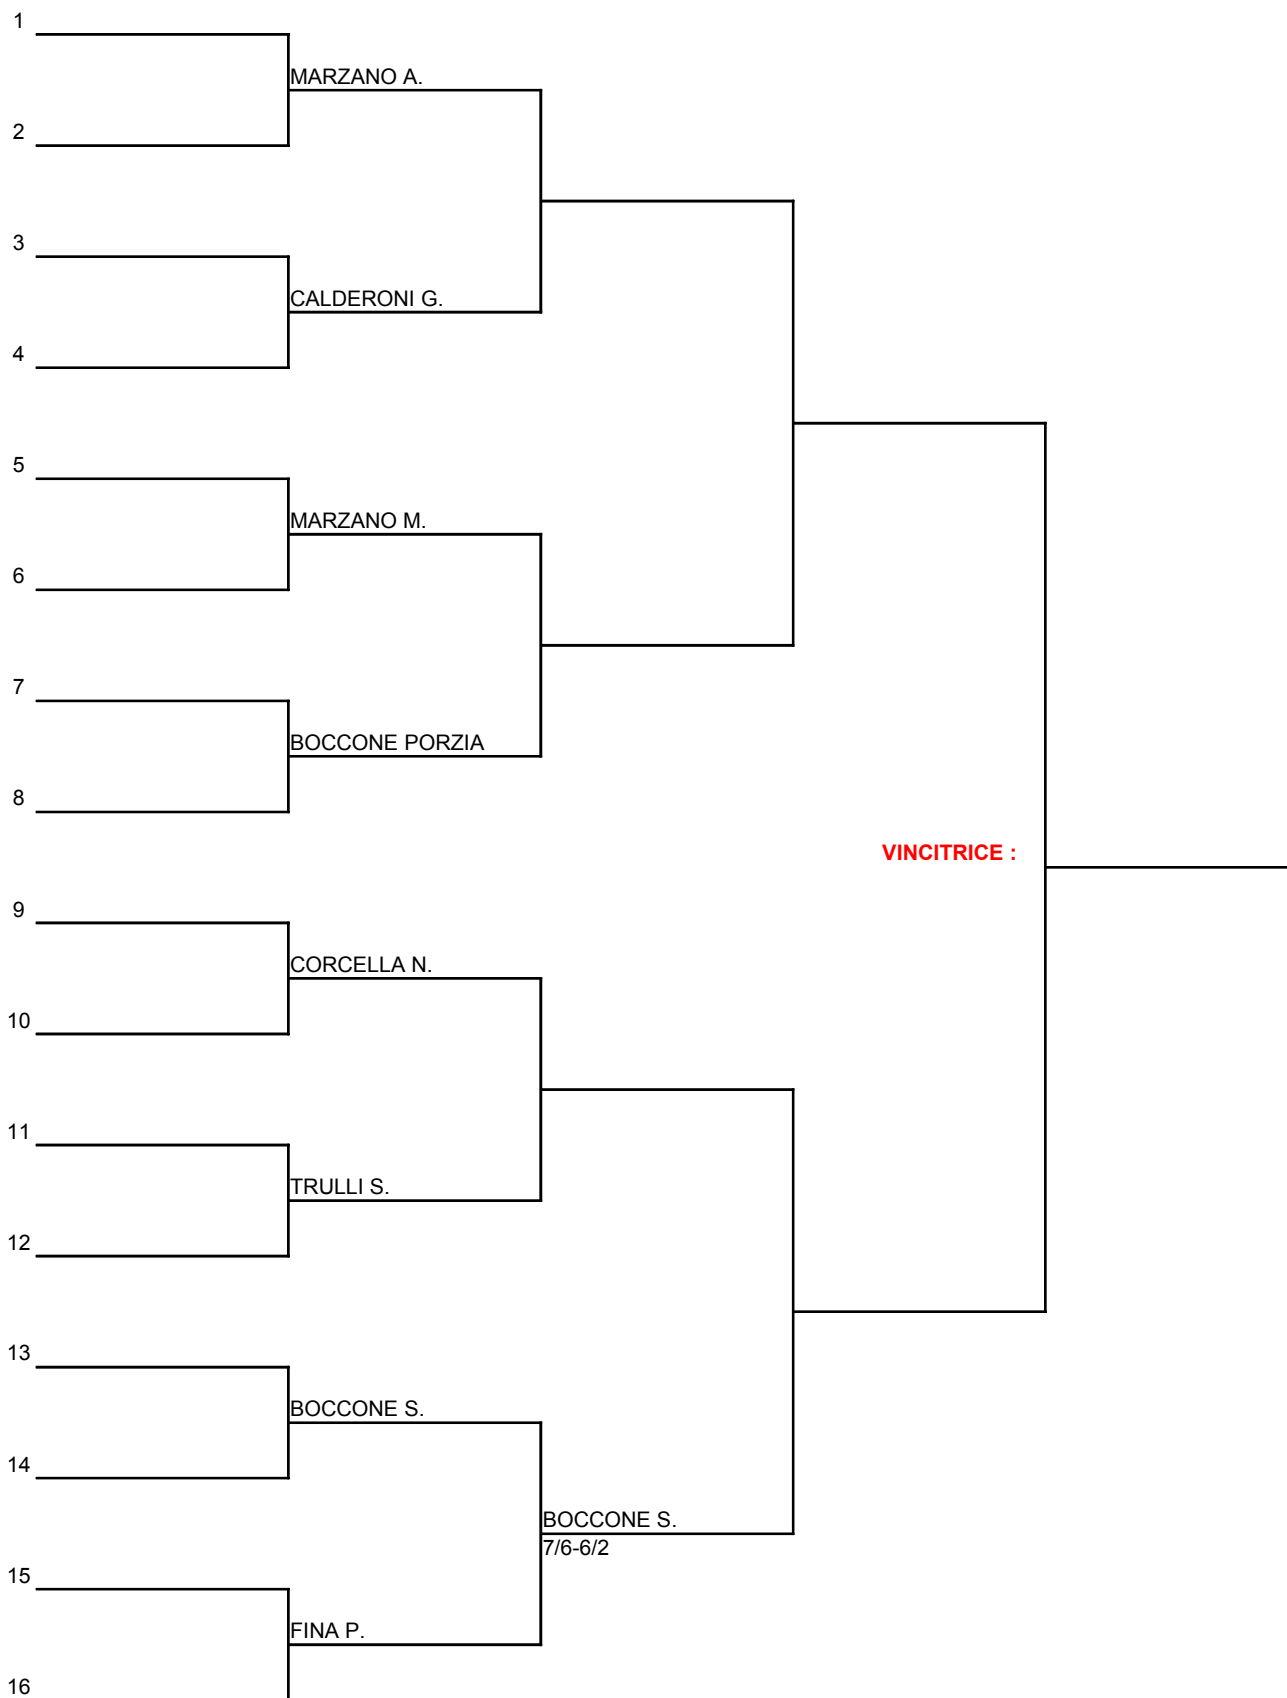 1
MARZANO A.
2
3
CALDERONI G.
4
5
MARZANO M.
6
7
BOCCONE PORZIA
8
VINCITRICE :
9
CORCELLA N.
10
11
TRULLI S.
12
13
BOCCONE S.
14
BOCCONE S.
7/6-6/2
15
FINA P.
16